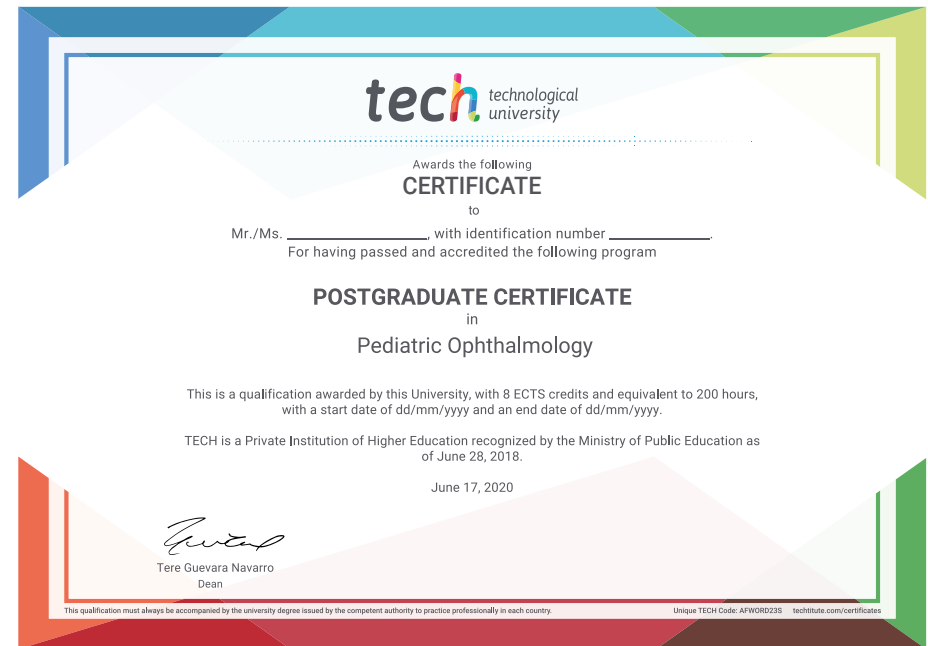 tech technological
university
Awards the following
CERTIFICATE
to
Mr./Ms. ____________________, with identification number ______________.
For having passed and accredited the following program
POSTGRADUATE CERTIFICATE
in
Pediatric Ophthalmology
This is a qualification awarded by this University, with 8 ECTS credits and equivalent to 200 hours,
with a start date of dd/mm/yyyy and an end date of dd/mm/yyyy.
TECH is a Private Institution of Higher Education recognized by the Ministry of Public Education as
of June 28, 2018.
June 17, 2020
Tere Guevara Navarro
Dean
This qualification must always be accompanied by the university degree issued by the competent authority to practice professionally in each country.
Unique TECH Code: AFWORD23S techtitute.com/certificates